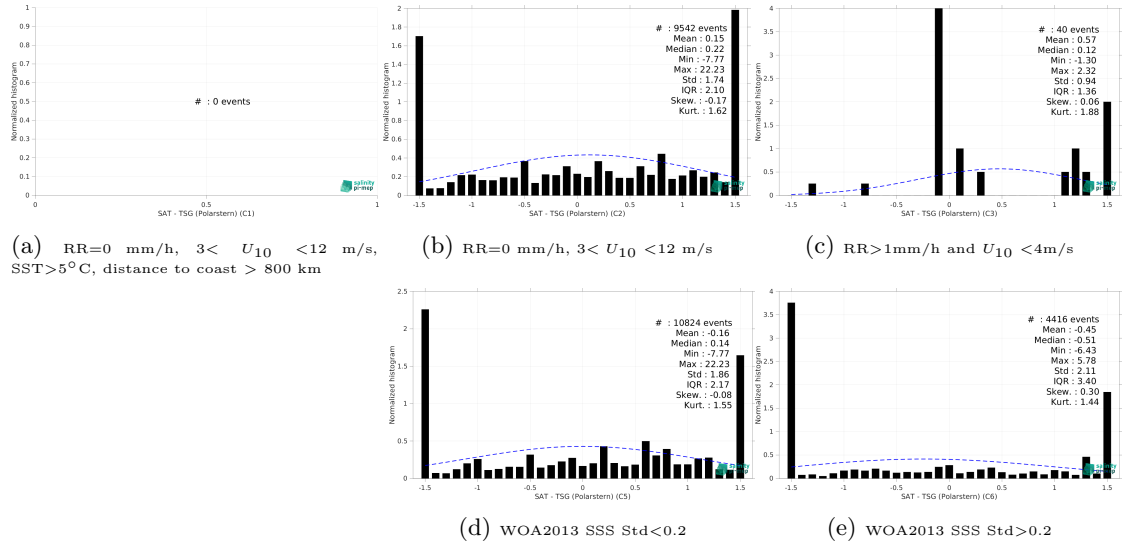 Normalized histogram
1
0.9
0.8
0.7
0.6
0.5
0.4
0.3
0.2
0.1
0
# : 0 events
salinity
pi-mep
0 0.5 1
SAT - TSG (Polarstern) (C1)
(a) RR=0 mm/h, 3< U10 <12 m/s,
SST>5°C, distance to coast > 800 km
Normalized histogram
2
1.8
1.6
1.4
1.2
1
0.8
0.6
0.4
0.2
0
# : 9542 events
Mean : 0.15
Median : 0.22
Min : -7.77
Max : 22.23
Std : 1.74
IQR : 2.10
Skew. : -0.17
Kurt. : 1.62
salinity
pi-mep
-1.5 -1 -0.5 0 0.5 1 1.5
SAT - TSG (Polarstern) (C2)
(b) RR=0 mm/h, 3< U10 <12 m/s
Normalized histogram
4
3.5
3
2.5
2
1.5
1
0.5
0
# : 40 events
Mean : 0.57
Median : 0.12
Min : -1.30
Max : 2.32
Std : 0.94
IQR : 1.36
Skew. : 0.06
Kurt. : 1.88
salinity
pi-mep
-1.5 -1 -0.5 0 0.5 1 1.5
SAT - TSG (Polarstern) (C3)
(c) RR>1mm/h and U10 <4m/s
Normalized histogram
2.5
2
1.5
1
0.5
0
# : 10824 events
Mean : -0.16
Median : 0.14
Min : -7.77
Max : 22.23
Std : 1.86
IQR : 2.17
Skew. : -0.08
Kurt. : 1.55
salinity
pi-mep
-1.5 -1 -0.5 0 0.5 1 1.5
SAT - TSG (Polarstern) (C5)
(d) WOA2013 SSS Std<0.2
Normalized histogram
4
3.5
3
2.5
2
1.5
1
0.5
0
# : 4416 events
Mean : -0.45
Median : -0.51
Min : -6.43
Max : 5.78
Std : 2.11
IQR : 3.40
Skew. : 0.30
Kurt. : 1.44
salinity
pi-mep
-1.5 -1 -0.5 0 0.5 1 1.5
SAT - TSG (Polarstern) (C6)
(e) WOA2013 SSS Std>0.2